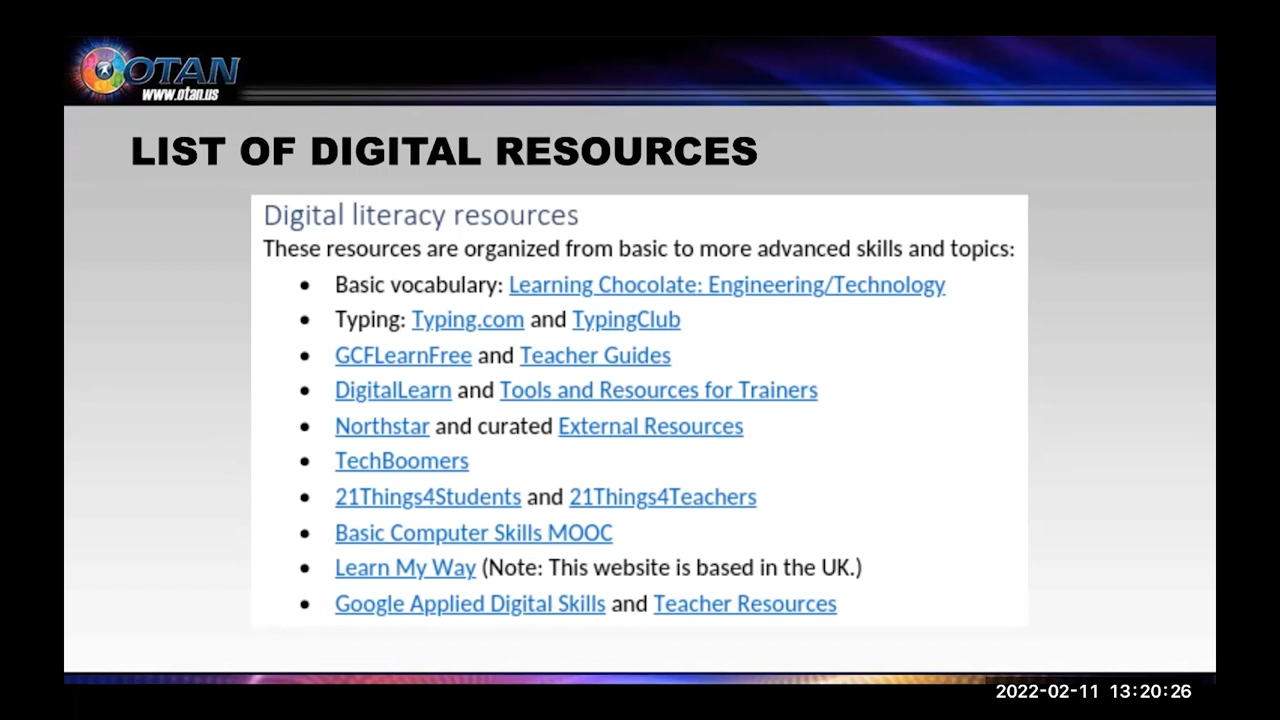 OTAN
www.otan.us
LIST OF DIGITAL RESOURCES
Digital literacy resources
These resources are organized from basic to more advanced skills and topics:
• Basic vocabulary: Learning Chocolate: Engineering/Technology
• Typing: Typing.com and TypingClub
• GCFLearnFree and Teacher Guides
• DigitalLearn and Tools and Resources for Trainers
• Northstar and curated External Resources
• TechBoomers
• 21Things4Students and 21Things4Teachers
• Basic Computer Skills MOOC
• Learn My Way (Note: This website is based in the UK.)
• Google Applied Digital Skills and Teacher Resources
2022-02-11 13:20:26